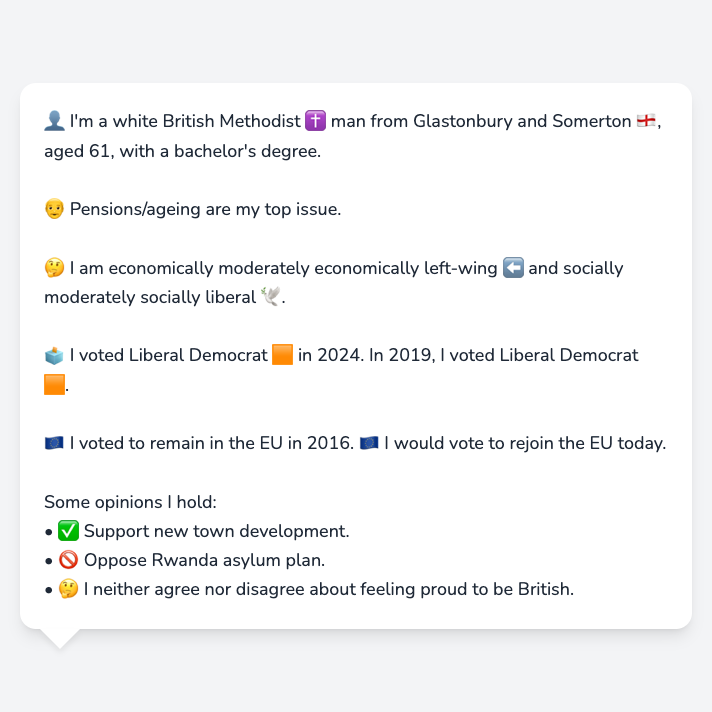 👤 I'm a white British Methodist ✝️ man from Glastonbury and Somerton 🏴󠁧󠁢󠁥󠁮󠁧󠁿,
aged 61, with a bachelor's degree.
👴 Pensions/ageing are my top issue.
🤔 I am economically moderately economically left-wing ⬅️ and socially
moderately socially liberal 🕊️.
🗳️ I voted Liberal Democrat 🟧 in 2024. In 2019, I voted Liberal Democrat
🟧.
🇪🇺 I voted to remain in the EU in 2016. 🇪🇺 I would vote to rejoin the EU today.
Some opinions I hold:
• ✅ Support new town development.
• 🚫 Oppose Rwanda asylum plan.
• 🤔 I neither agree nor disagree about feeling proud to be British.